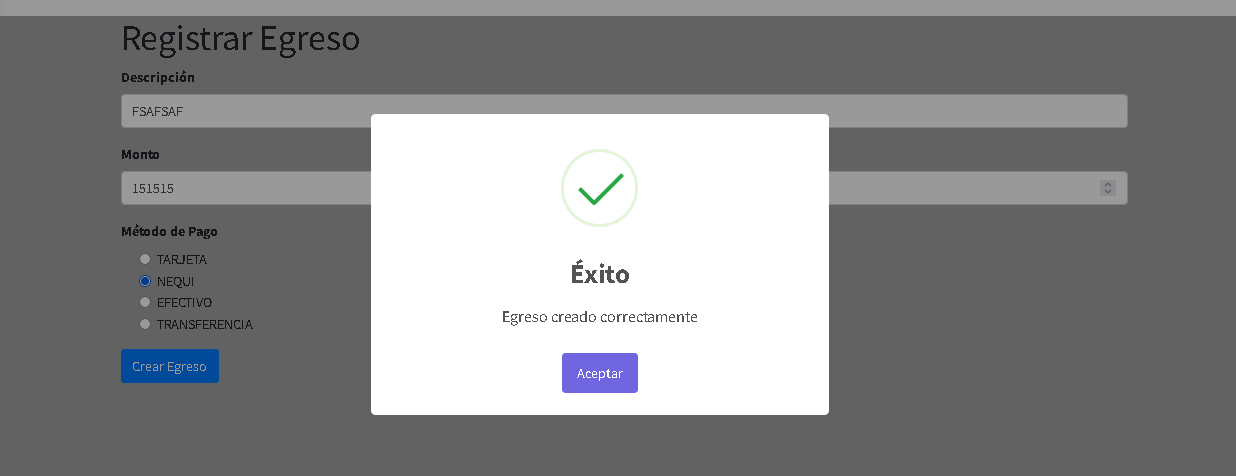 Registrar Egreso
Descripción
FSAFSAF
Monto
151515
Método de Pago
TARJETA
NEQUI
EFECTIVO
TRANSFERENCIA
Crear Egreso
Éxito
Egreso creado correctamente
Aceptar